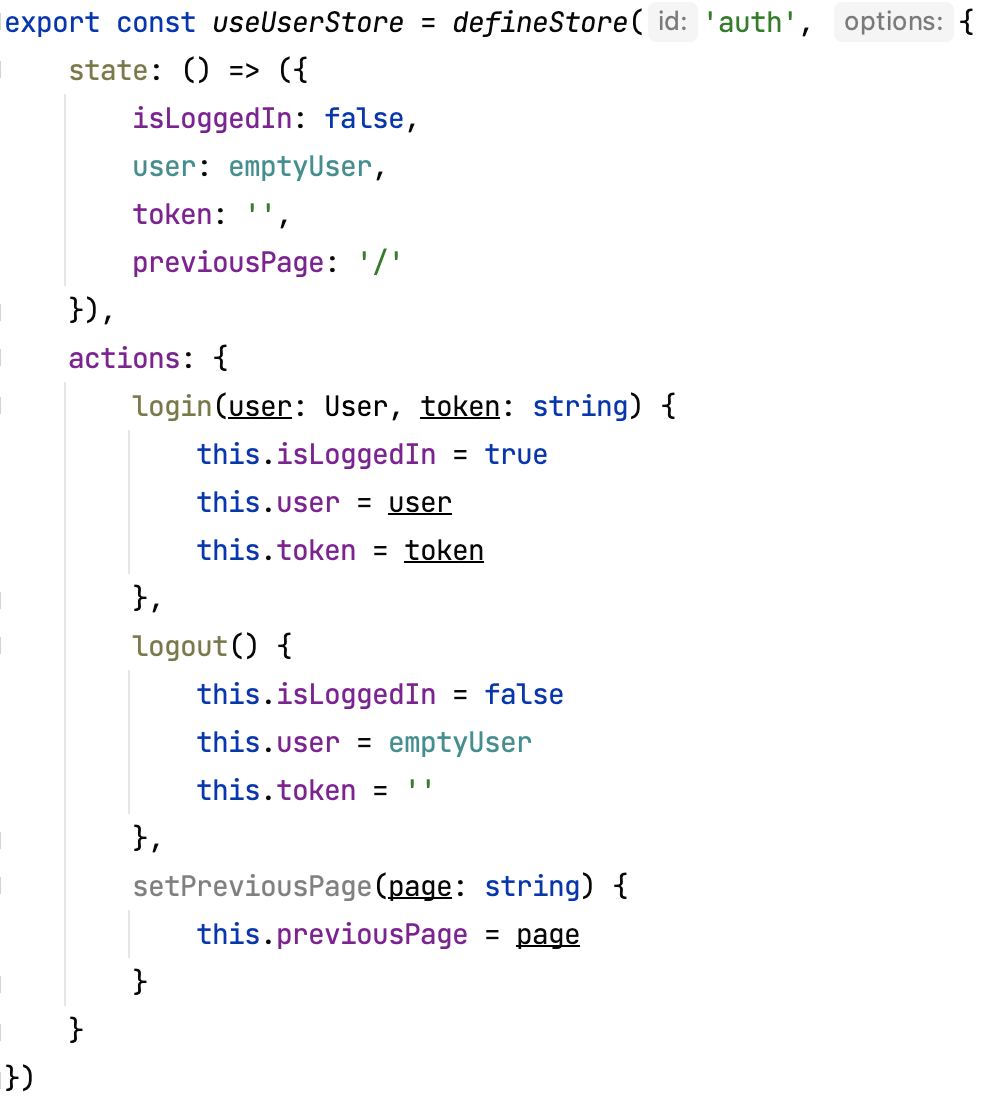 export const useUserStore = defineStore( id: 'auth', options: {
    state: () => ({
        isLoggedIn: false,
        user: emptyUser,
        token: '',
        previousPage: '/'
    }),
    actions: {
        login(user: User, token: string) {
            this.isLoggedIn = true
            this.user = user
            this.token = token
        },
        logout() {
            this.isLoggedIn = false
            this.user = emptyUser
            this.token = ''
        },
        setPreviousPage(page: string) {
            this.previousPage = page
        }
    }
})